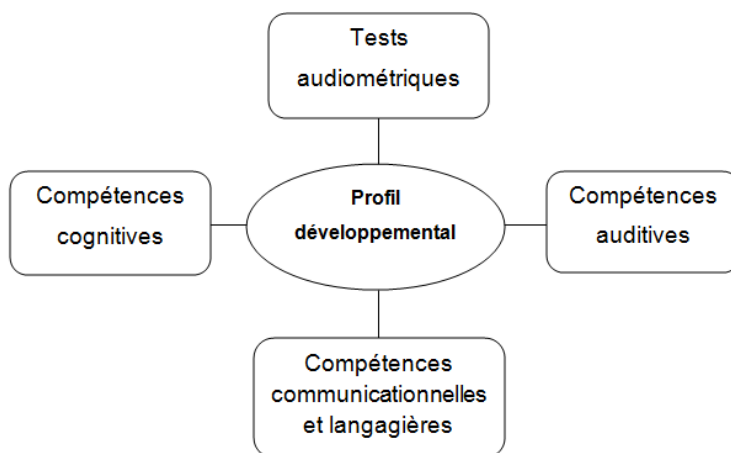 Tests
audiométriques
Compétences
cognitives
Profil
développemental
Compétences
auditives
Compétences
communicationnelles
et langagières